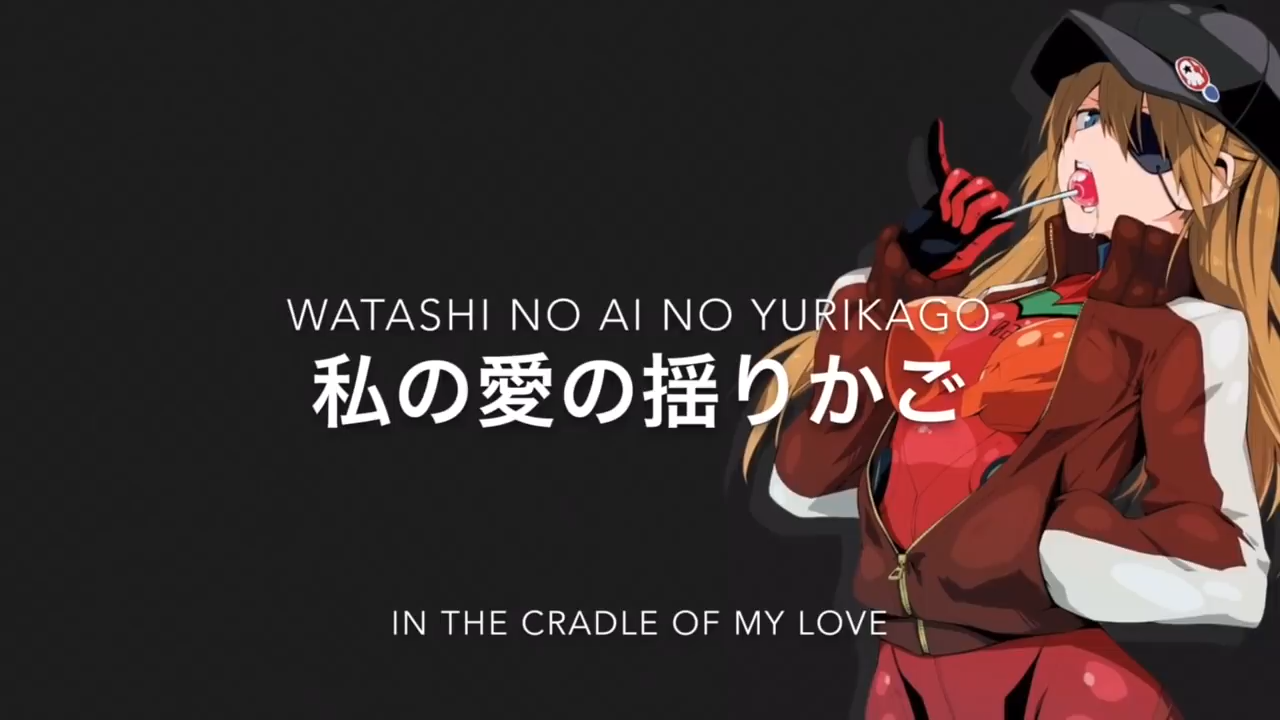 WATASHI NO AI NO YURIKAGO
私の愛の揺りかご
IN THE CRADLE OF MY LOVE